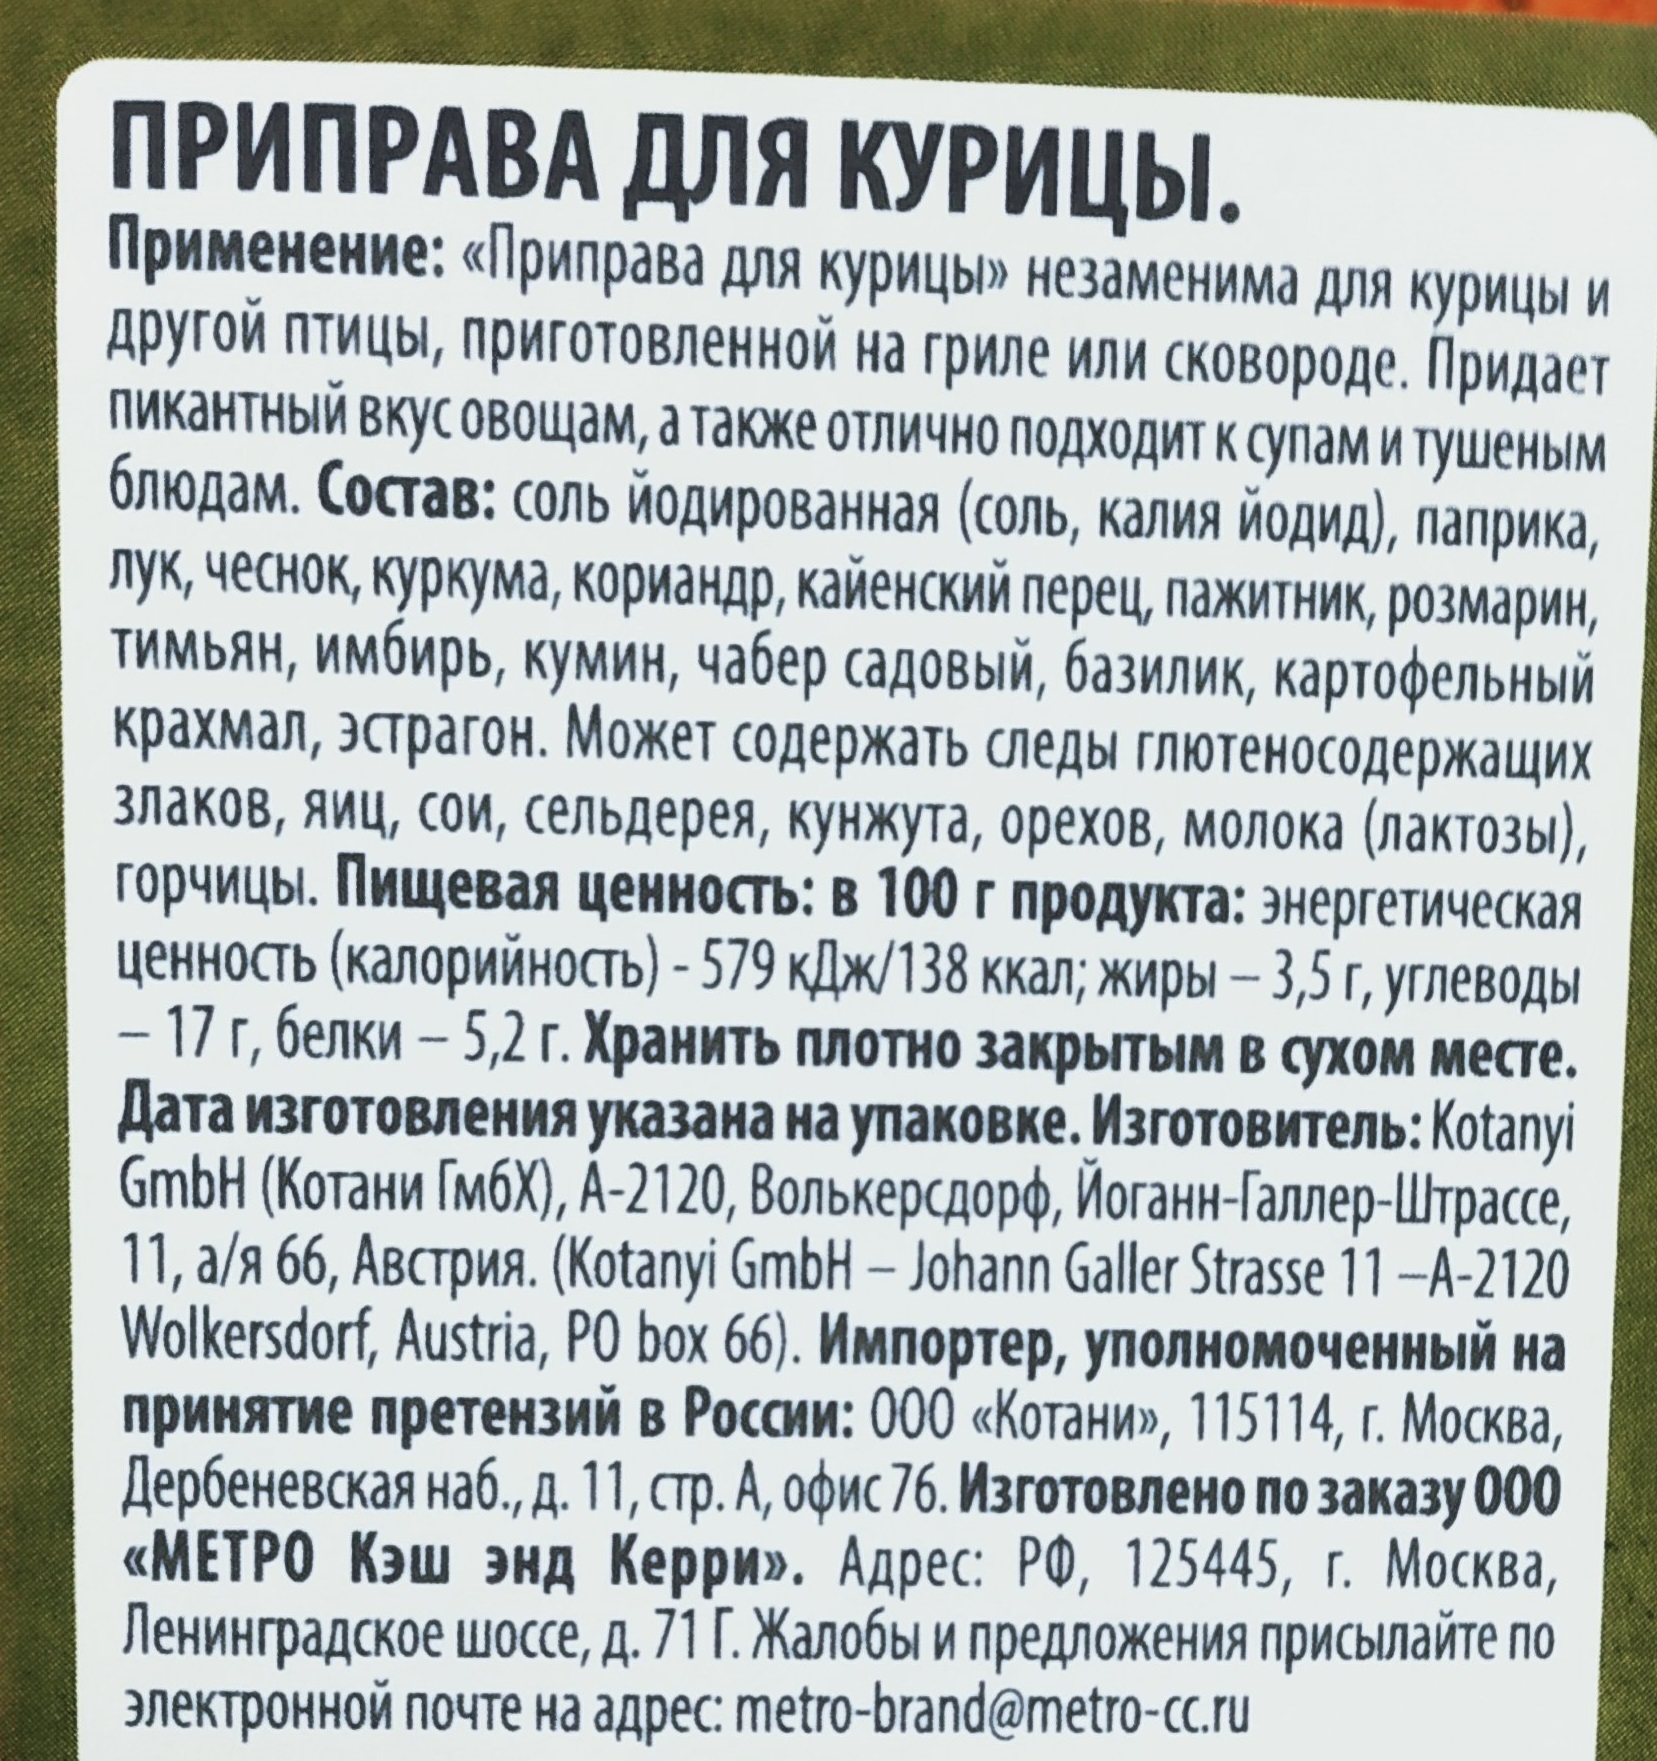 ПРИПРАВА ДЛЯ КУРИЦЫ.
Применение: «Приправа для курицы» незаменима для курицы и
другой птицы, приготовленной на гриле или сковороде. Придает
пикантный вкус овощам, а также отлично подходит к супам и тушеным
блюдам. Состав: соль йодированная (соль, калия йодид), паприка,
лук, чеснок, куркума, кориандр, кайенский перец, пажитник, розмарин,
тимьян, имбирь, кумин, чабер садовый, базилик, картофельный
крахмал, эстрагон. Может содержать следы глютеносодержащих
злаков, яиц, сои, сельдерея, кунжута, орехов, молока (лактозы),
горчицы. Пищевая ценность: в 100 г продукта: энергетическая
ценность (калорийность) - 579 кДж/138 ккал; жиры – 3,5 г, углеводы
– 17 г, белки – 5,2 г. Хранить плотно закрытым в сухом месте.
Дата изготовления указана на упаковке. Изготовитель: Kotanyi
GmbH (Котани ГмбХ), А-2120, Волькерсдорф, Йоганн-Галлер-Штрассе,
11, а/я 66, Австрия. (Kotanyi GmbH – Johann Galler Strasse 11 –A-2120
Wolkersdorf, Austria, PO box 66). Импортер, уполномоченный на
принятие претензий в России: ООО «Котани», 115114, г. Москва,
Дербеневская наб., д. 11, стр. А, офис 76. Изготовлено по заказу ООО
«МЕТРО Кэш энд Керри». Адрес: РФ, 125445, г. Москва,
Ленинградское шоссе, д. 71 Г. Жалобы и предложения присылайте по
электронной почте на адрес: metro-brand@metro-cc.ru